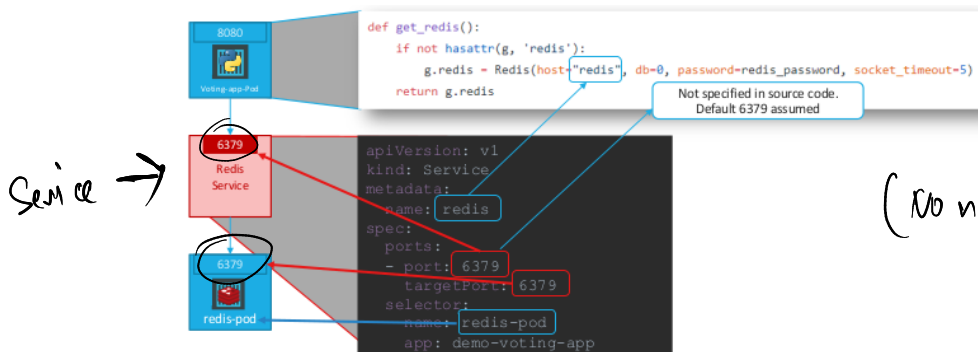 8080
Voting-app-Pod
def get_redis():
if not hasattr(g, 'redis'):
g.redis = Redis(host="redis", db=0, password=redis_password, socket_timeout=5)
return g.redis
Not specified in source code.
Default 6379 assumed
Service →
6379
Redis
Service
6379
redis-pod
apiVersion: v1
kind: Service
metadata:
name: redis
spec:
ports:
- port: 6379
targetPort: 6379
selector:
name: redis-pod
app: demo-voting-app
(No